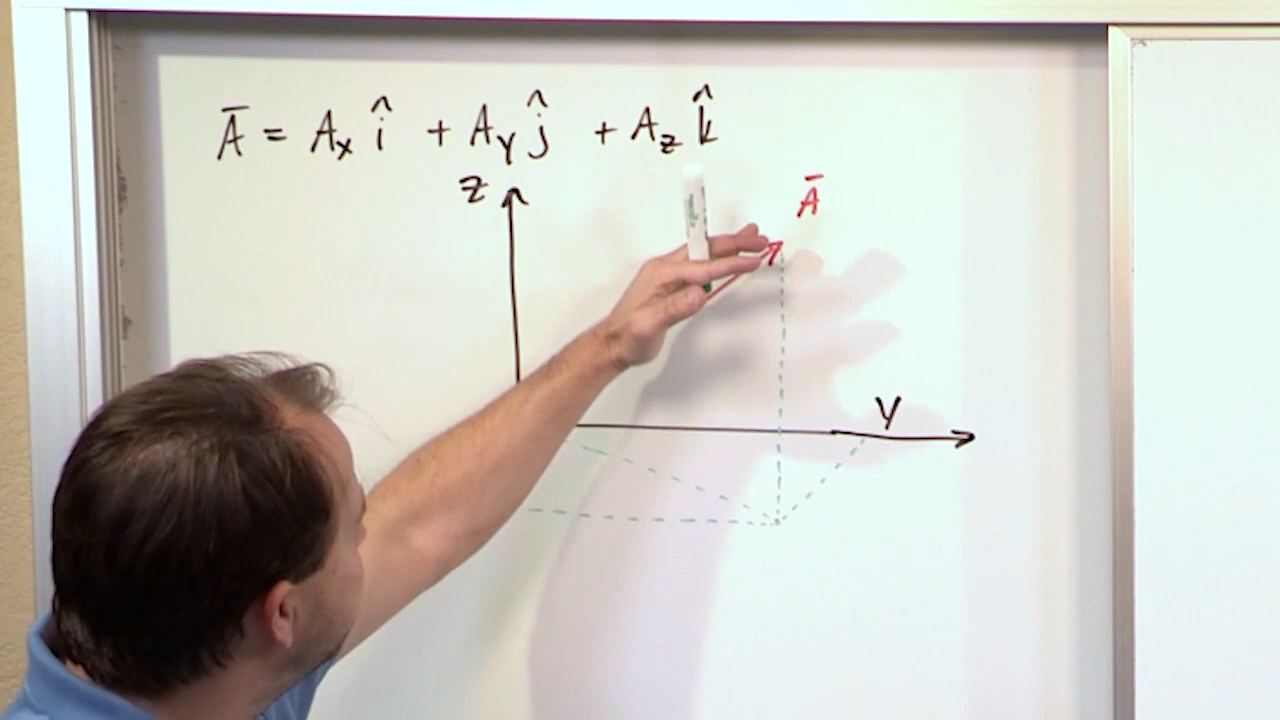 Ā = Aₓ î + Aᵧ ĵ + A_z k̂
Z
Ā
Y